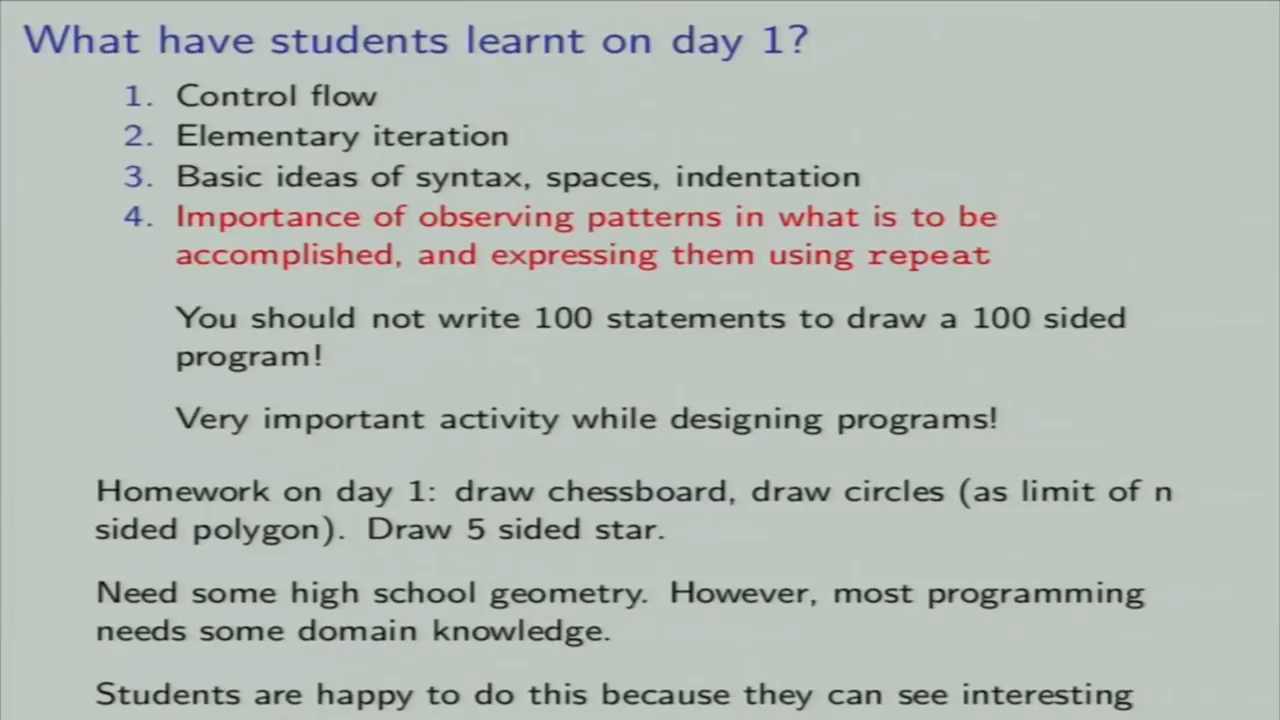 What have students learnt on day 1?
1. Control flow
2. Elementary iteration
3. Basic ideas of syntax, spaces, indentation
4. Importance of observing patterns in what is to be
accomplished, and expressing them using repeat
You should not write 100 statements to draw a 100 sided
program!
Very important activity while designing programs!
Homework on day 1: draw chessboard, draw circles (as limit of n
sided polygon). Draw 5 sided star.
Need some high school geometry. However, most programming
needs some domain knowledge.
Students are happy to do this because they can see interesting